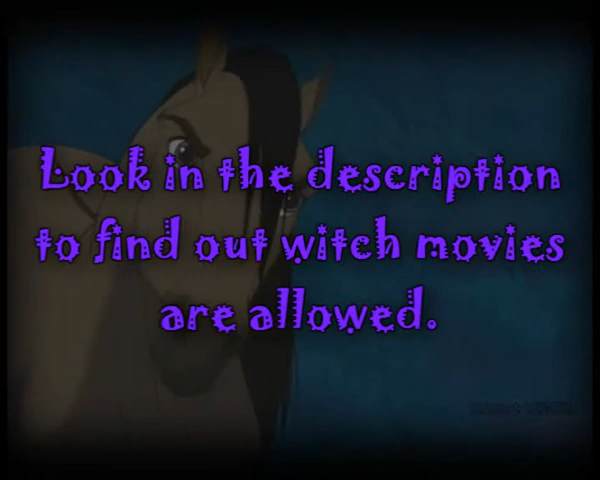 Look in the description
to find out witch movies
are allowed.